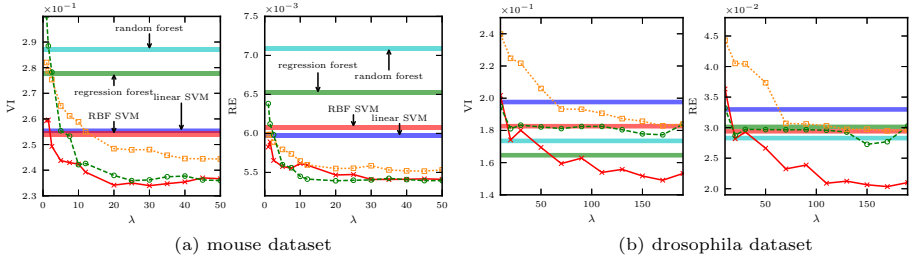 ×10⁻¹
2.9
2.8
2.7
2.6
2.5
2.4
2.3
VI
0 10 20 30 40 50
λ
random forest
regression forest
linear SVM
RBF SVM
×10⁻³
7.0
6.5
6.0
5.5
RE
0 10 20 30 40 50
λ
regression forest
random forest
RBF SVM
linear SVM
(a) mouse dataset
×10⁻¹
2.4
2.2
2.0
1.8
1.6
1.4
VI
50 100 150
λ
×10⁻²
4.5
4.0
3.5
3.0
2.5
2.0
RE
50 100 150
λ
(b) drosophila dataset